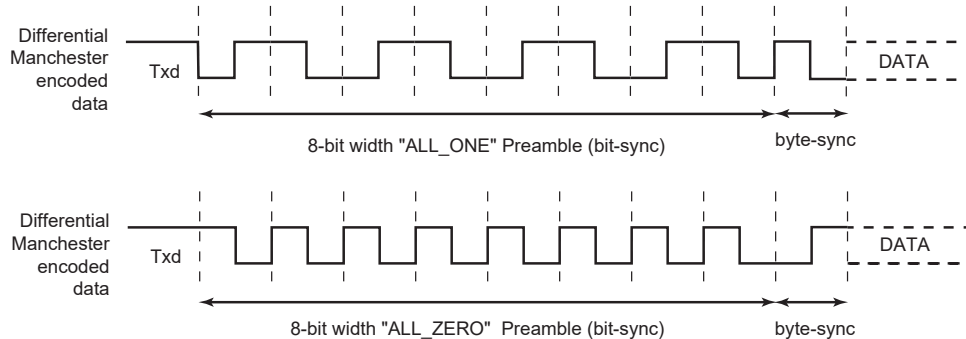 Differential
Manchester
encoded
data
Txd
DATA
8-bit width "ALL_ONE" Preamble (bit-sync)
byte-sync
Differential
Manchester
encoded
data
Txd
DATA
8-bit width "ALL_ZERO" Preamble (bit-sync)
byte-sync